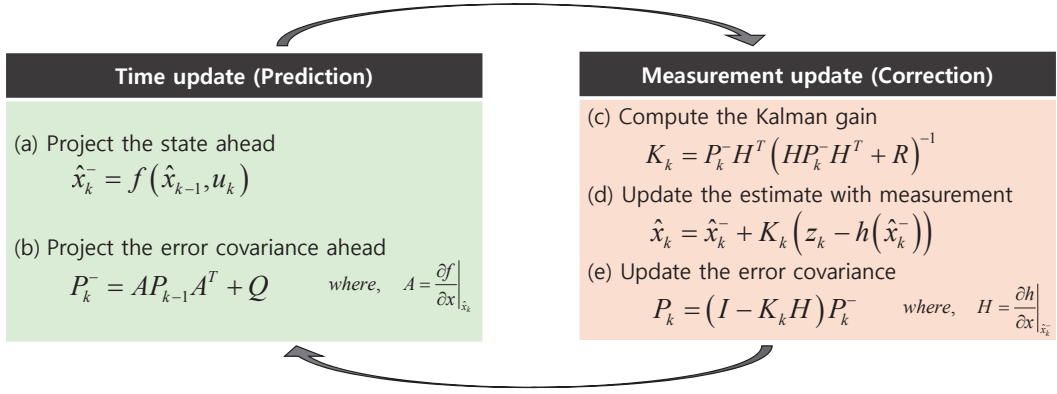 Time update (Prediction)
(a) Project the state ahead
x̂ₖ⁻ = f(x̂ₖ₋₁,uₖ)
(b) Project the error covariance ahead
Pₖ⁻ = APₖ₋₁Aᵀ + Q where, A = ∂f/∂x|x̂ₖ
Measurement update (Correction)
(c) Compute the Kalman gain
Kₖ = Pₖ⁻Hᵀ(HPₖ⁻Hᵀ + R)⁻¹
(d) Update the estimate with measurement
x̂ₖ = x̂ₖ⁻ + Kₖ(zₖ − h(x̂ₖ⁻))
(e) Update the error covariance
Pₖ = (I − KₖH)Pₖ⁻ where, H = ∂h/∂x|x̂ₖ⁻